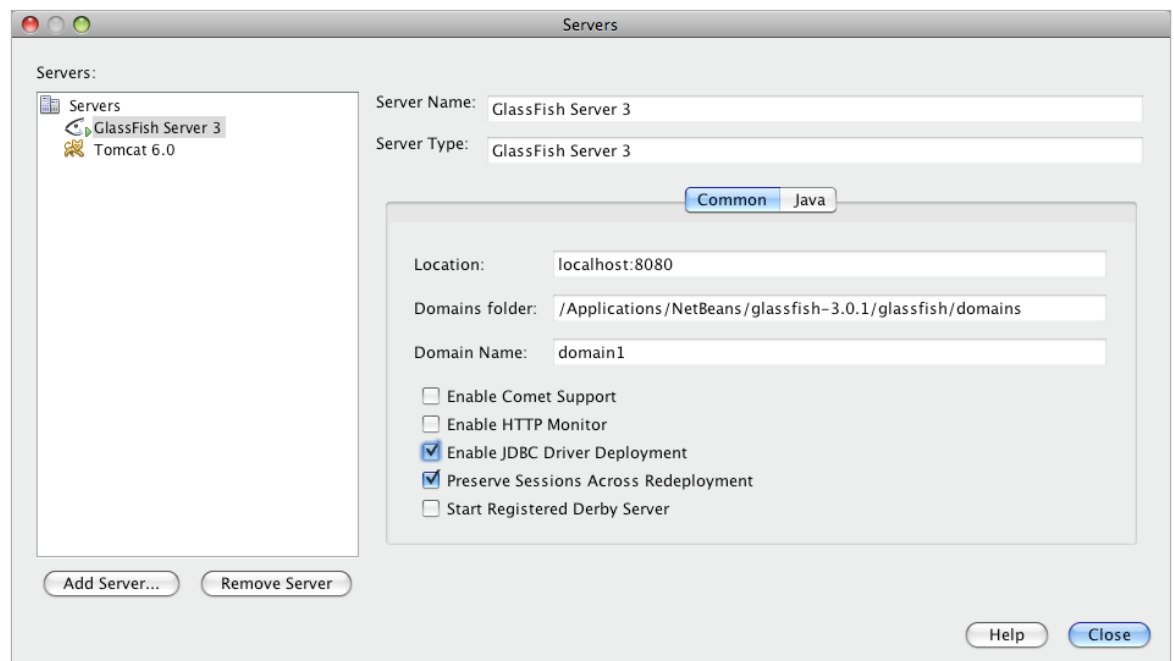 Servers
Servers:
Servers
GlassFish Server 3
Tomcat 6.0
Add Server...
Remove Server
Server Name:
GlassFish Server 3
Server Type:
GlassFish Server 3
Common
Java
Location:
localhost:8080
Domains folder:
/Applications/NetBeans/glassfish-3.0.1/glassfish/domains
Domain Name:
domain1
Enable Comet Support
Enable HTTP Monitor
Enable JDBC Driver Deployment
Preserve Sessions Across Redeployment
Start Registered Derby Server
Help
Close